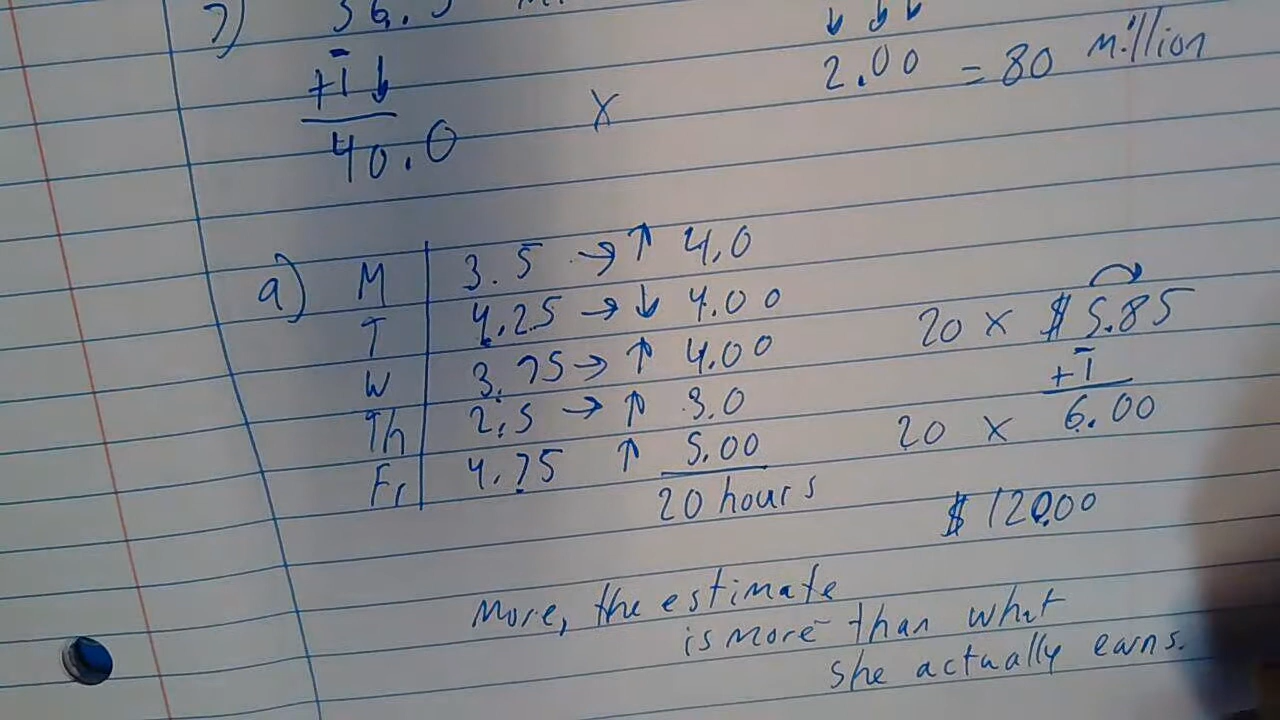 7) 36.5
↓ ↓ ↓
+1 ↓ 2.00 = 80 million
x
40.0
a) M 3.5 → ↑ 4.0
T 4.25 → ↓ 4.00 20 x $5.85
W 3.75 → ↑ 4.00 +1
Th 2.5 → ↑ 3.0 20 x 6.00
Fr 4.75 ↑ 5.00
20 hours $120.00
More, the estimate
is more than what
she actually earns.